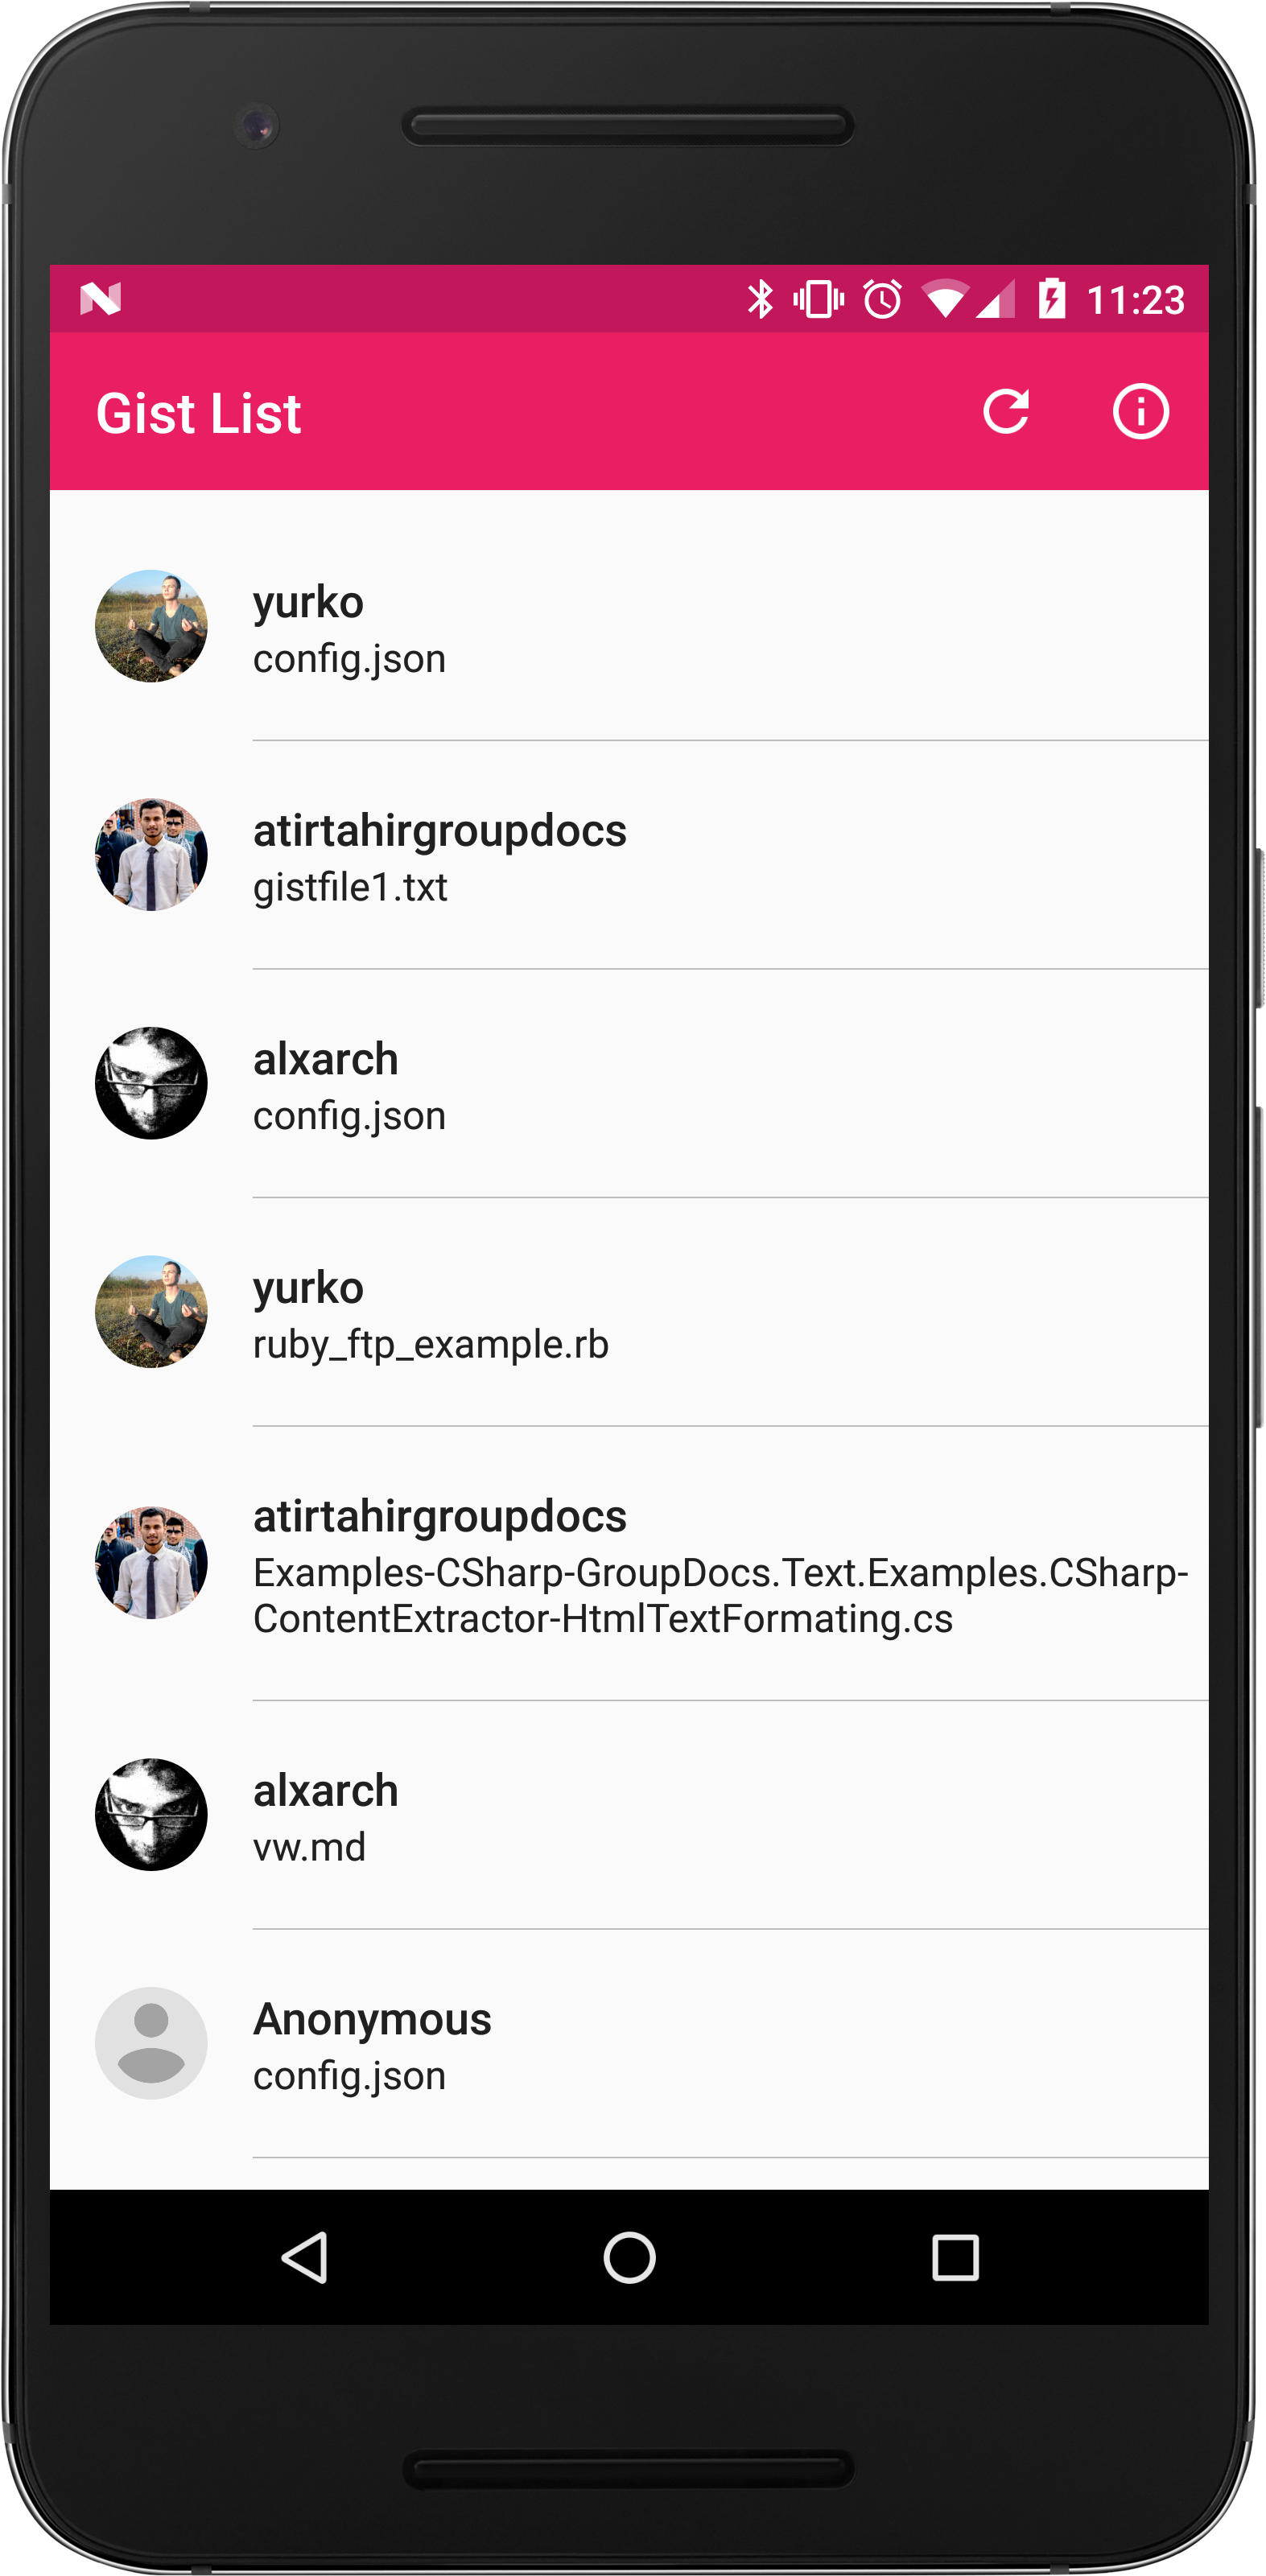 11:23
Gist List
yurko
config.json
atirtahirgroupdocs
gistfile1.txt
alxarch
config.json
yurko
ruby_ftp_example.rb
atirtahirgroupdocs
Examples-CSharp-GroupDocs.Text.Examples.CSharp-
ContentExtractor-HtmlTextFormating.cs
alxarch
vw.md
Anonymous
config.json